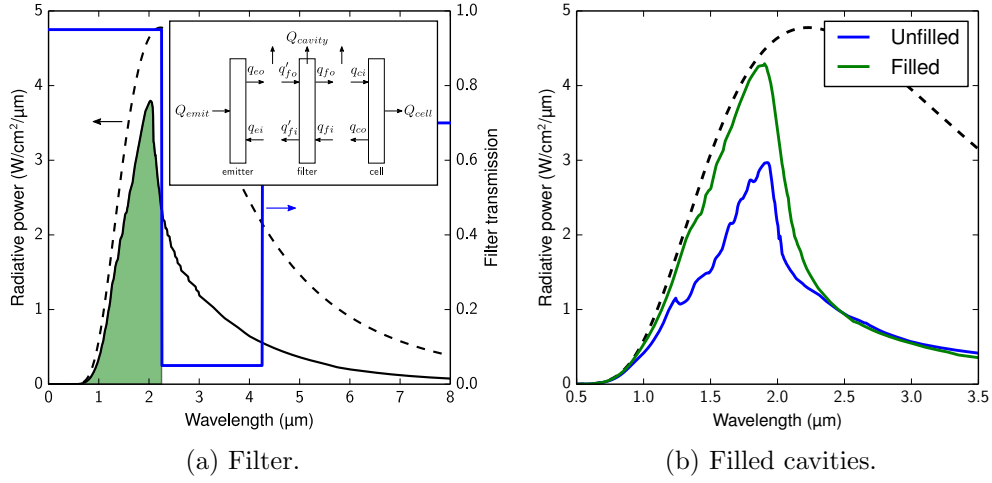 5
4
3
2
1
0
Radiative power (W/cm²/μm)
0 1 2 3 4 5 6 7 8
Wavelength (μm)
1.0
0.8
0.6
0.4
0.2
0.0
Filter transmission
Q_cavity
q_eo q′_fo q_fo q_ci
Q_emit Q_cell
q_ei q′_fi q_fi q_co
emitter filter cell
(a) Filter.
5
4
3
2
1
0
Radiative power (W/cm²/μm)
0.5 1.0 1.5 2.0 2.5 3.0 3.5
Wavelength (μm)
Unfilled
Filled
(b) Filled cavities.